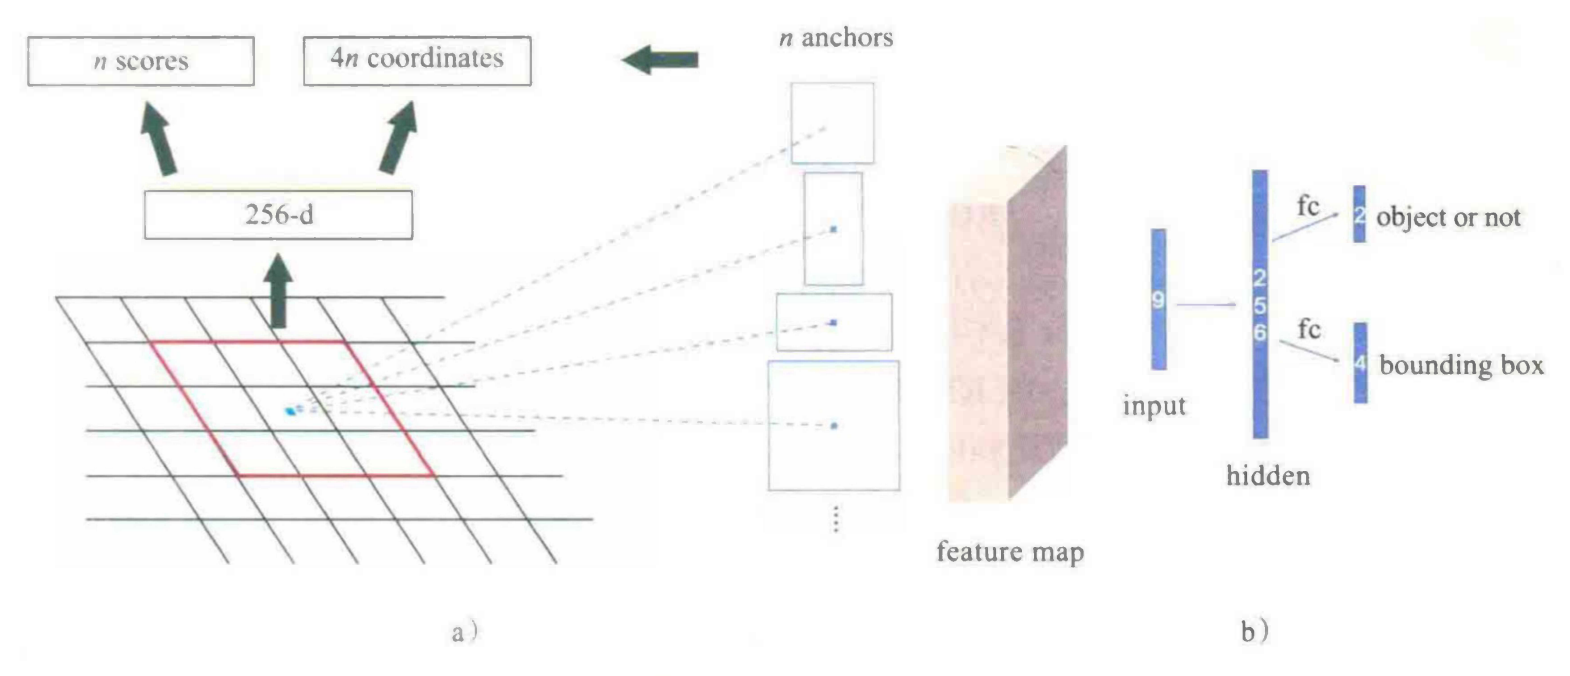 n scores
4n coordinates
n anchors
256-d
feature map
a)
9
input
2
5
6
hidden
fc
2
object or not
fc
4
bounding box
b)